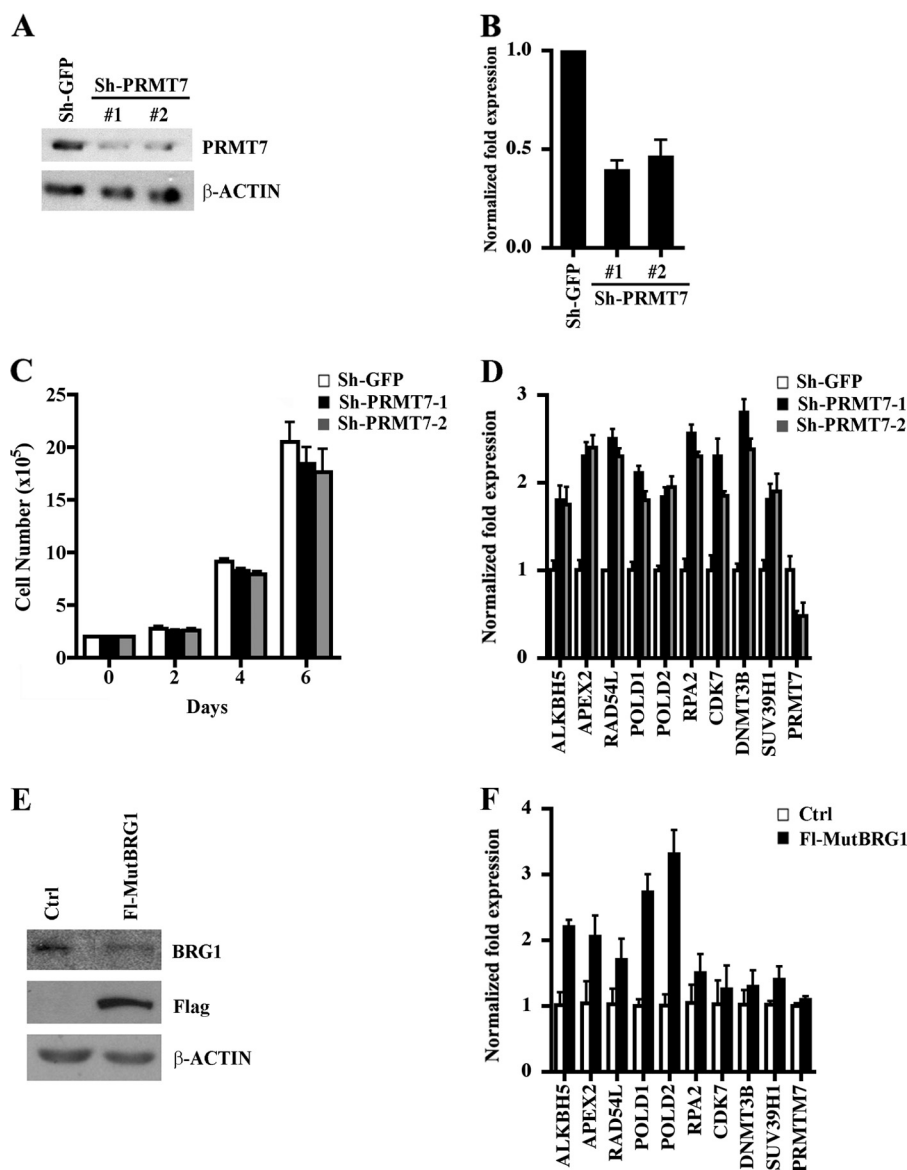 A
Sh-GFP
Sh-PRMT7
#1 #2
PRMT7
β-ACTIN
B
Normalized fold expression
1.0
0.5
0.0
Sh-GFP
#1 #2
Sh-PRMT7
C
Sh-GFP
Sh-PRMT7-1
Sh-PRMT7-2
Cell Number (x10⁵)
25
20
15
10
5
0
0 2 4 6
Days
D
Sh-GFP
Sh-PRMT7-1
Sh-PRMT7-2
Normalized fold expression
3
2
1
0
ALKBH5
APEX2
RAD54L
POLD1
POLD2
RPA2
CDK7
DNMT3B
SUV39H1
PRMT7
E
Ctrl
Fl-MutBRG1
BRG1
Flag
β-ACTIN
F
Ctrl
Fl-MutBRG1
Normalized fold expression
4
3
2
1
0
ALKBH5
APEX2
RAD54L
POLD1
POLD2
RPA2
CDK7
DNMT3B
SUV39H1
PRMTM7